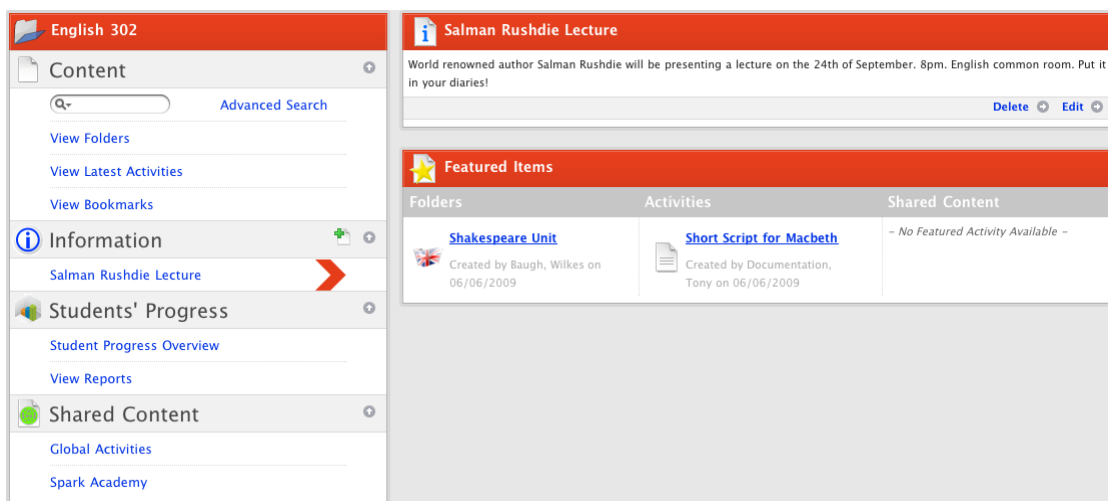 English 302
Content
Advanced Search
View Folders
View Latest Activities
View Bookmarks
Information
Salman Rushdie Lecture
Students' Progress
Student Progress Overview
View Reports
Shared Content
Global Activities
Spark Academy
Salman Rushdie Lecture
World renowned author Salman Rushdie will be presenting a lecture on the 24th of September. 8pm. English common room. Put it
in your diaries!
Delete Edit
Featured Items
Folders Activities Shared Content
Shakespeare Unit
Created by Baugh, Wilkes on
06/06/2009
Short Script for Macbeth
Created by Documentation,
Tony on 06/06/2009
– No Featured Activity Available –